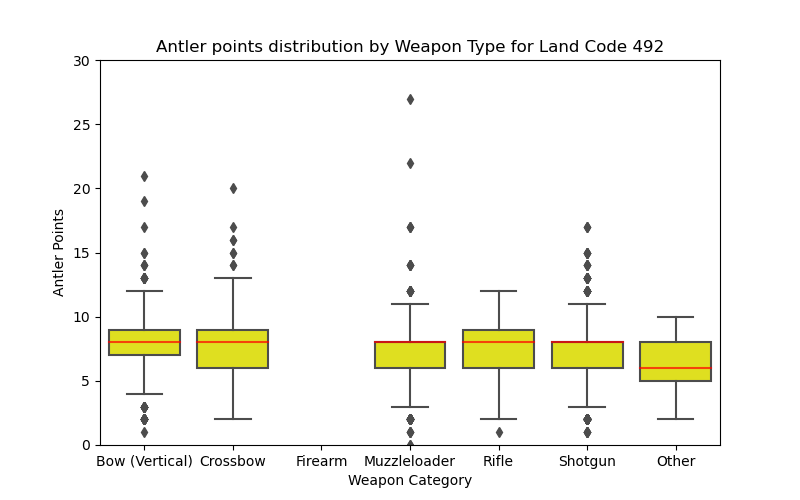 Antler points distribution by Weapon Type for Land Code 492
30
25
20
15
10
5
0
Antler Points
Bow (Vertical) Crossbow Firearm Muzzleloader Rifle Shotgun Other
Weapon Category